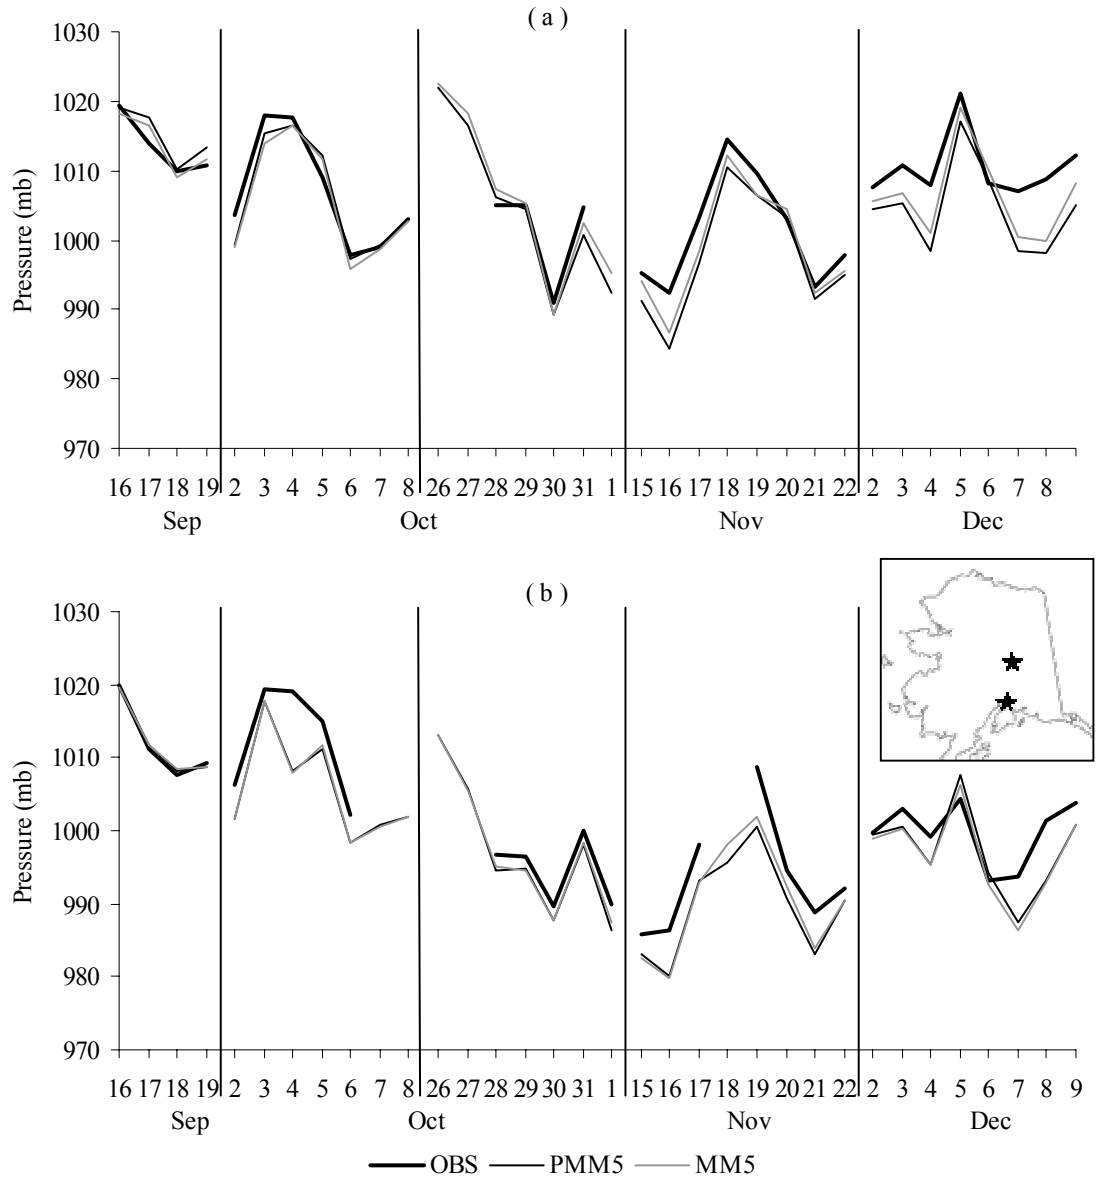 ( a )
1030
1020
1010
1000
990
980
970
Pressure (mb)
16 17 18 19 2 3 4 5 6 7 8 26 27 28 29 30 31 1 15 16 17 18 19 20 21 22 2 3 4 5 6 7 8
Sep Oct Nov Dec
( b )
1030
1020
1010
1000
990
980
970
Pressure (mb)
16 17 18 19 2 3 4 5 6 7 8 26 27 28 29 30 31 1 15 16 17 18 19 20 21 22 2 3 4 5 6 7 8 9
Sep Oct Nov Dec
OBS PMM5 MM5